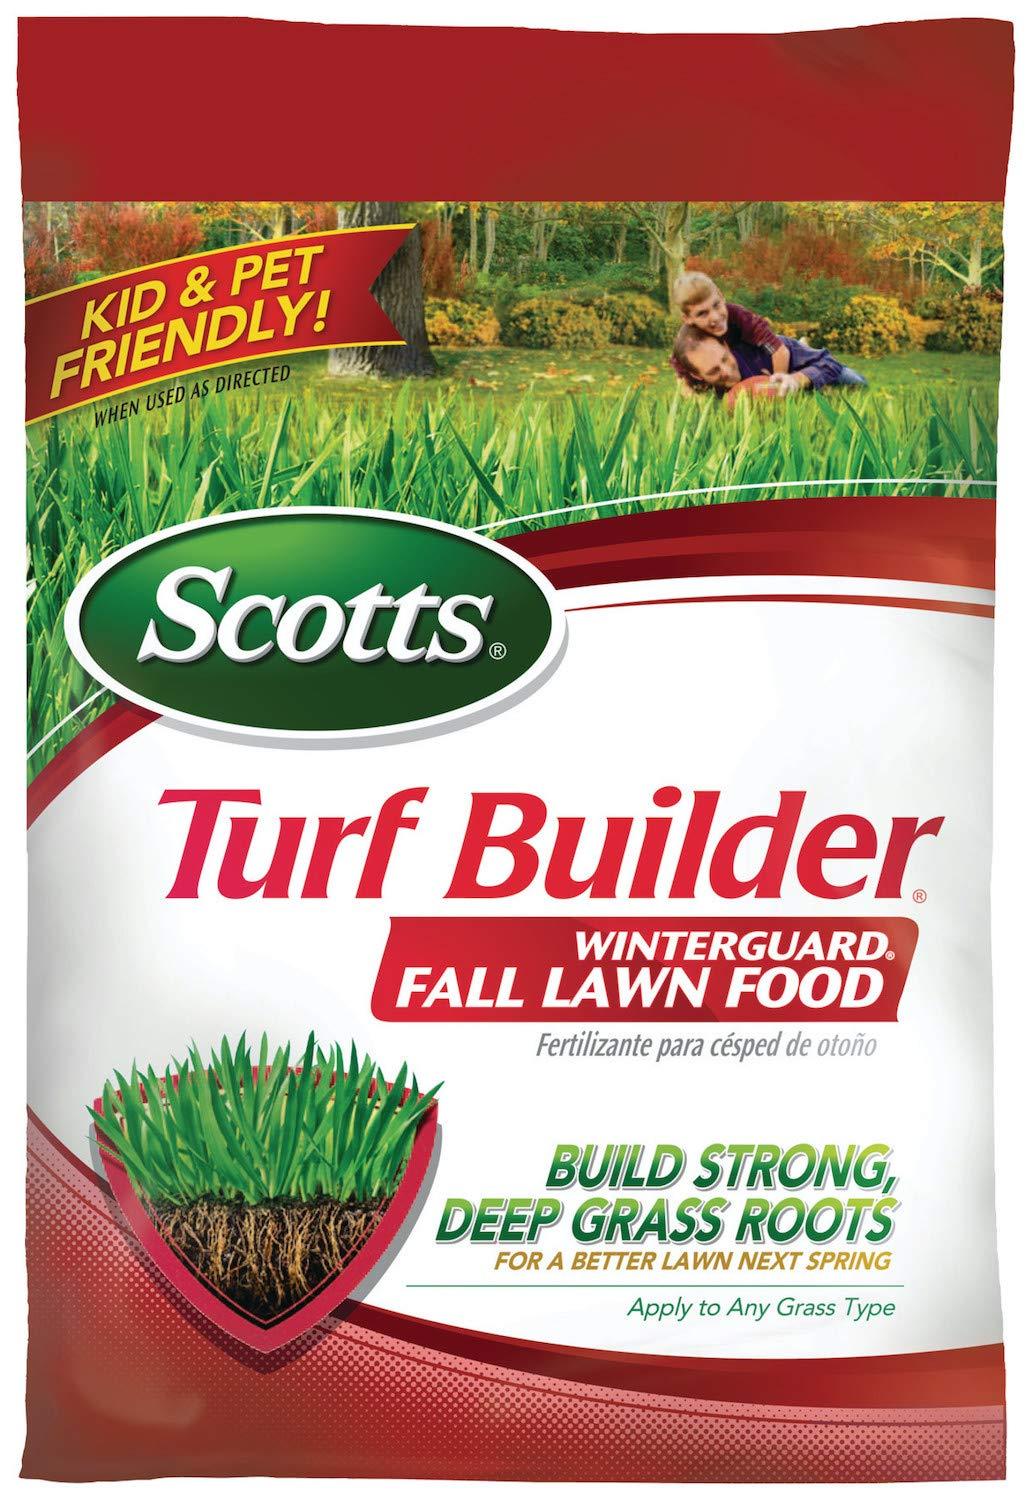 KID & PET
FRIENDLY!
WHEN USED AS DIRECTED
Scotts®
Turf Builder®
WINTERGUARD®
FALL LAWN FOOD
Fertilizante para césped de otoño
BUILD STRONG,
DEEP GRASS ROOTS
FOR A BETTER LAWN NEXT SPRING
Apply to Any Grass Type